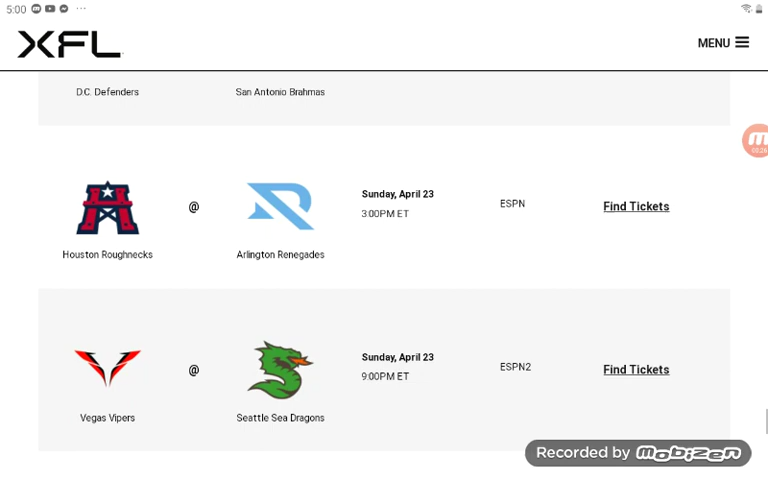 5:00
XFL
MENU
D.C. Defenders
San Antonio Brahmas
@
Sunday, April 23
3:00PM ET
ESPN
Find Tickets
00:26
Houston Roughnecks
Arlington Renegades
@
Sunday, April 23
9:00PM ET
ESPN2
Find Tickets
Vegas Vipers
Seattle Sea Dragons
Recorded by mobizen